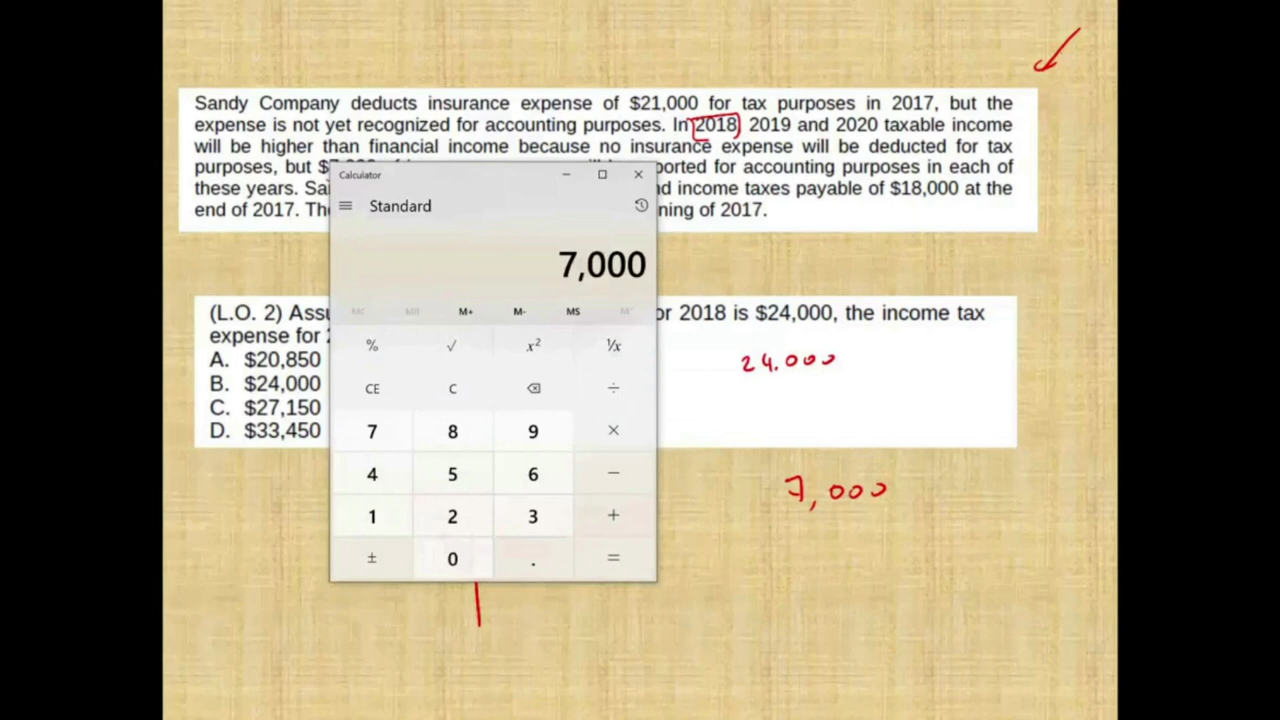 Sandy Company deducts insurance expense of $21,000 for tax purposes in 2017, but the
expense is not yet recognized for accounting purposes. In 2018, 2019 and 2020 taxable income
will be higher than financial income because no insurance expense will be deducted for tax
purposes, but $ ported for accounting purposes in each of
these years. Sa d income taxes payable of $18,000 at the
end of 2017. Th ning of 2017.
Calculator
Standard
7,000
MC MR M+ M- MS M
% √ x² ¹/x
CE C ⌫ ÷
7 8 9 ×
4 5 6 −
1 2 3 +
± 0 . =
(L.O. 2) Assu or 2018 is $24,000, the income tax
expense for
A. $20,850
B. $24,000
C. $27,150
D. $33,450
24.000
7,000